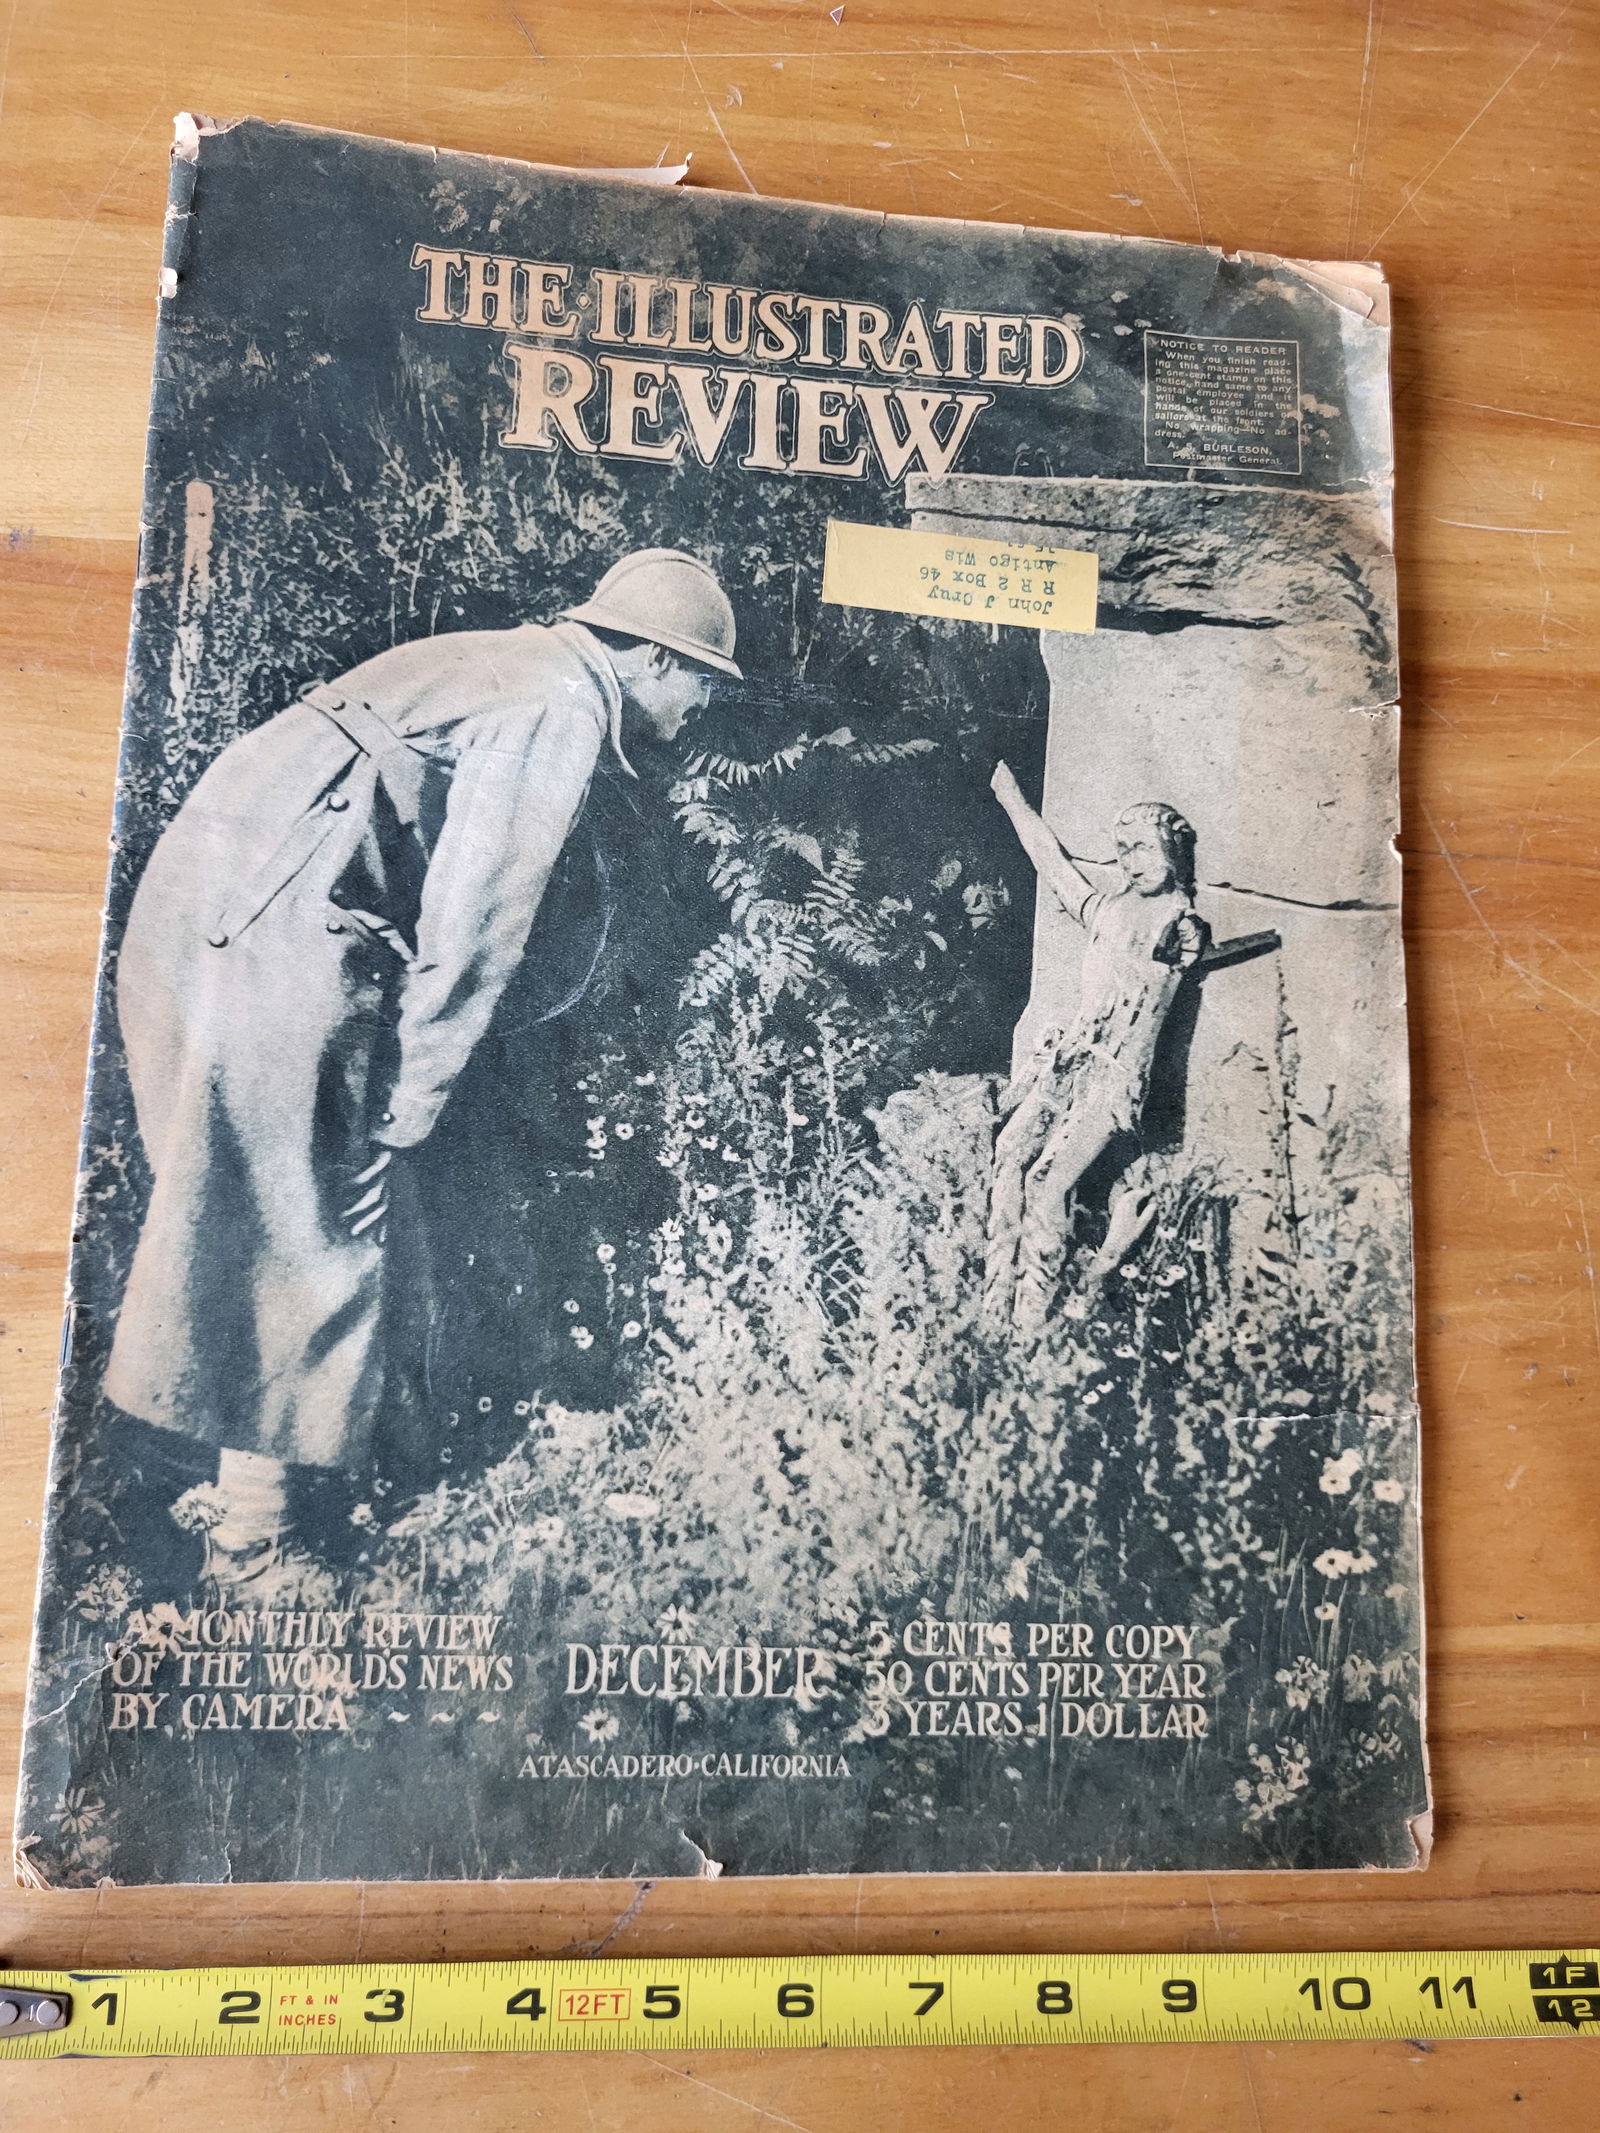 THE·ILLUSTRATED
REVIEW
NOTICE TO READER
When you finish read-
ing this magazine place
a one-cent stamp on this
notice, hand same to any
postal employee and it
will be placed in the
hands of our soldiers or
sailors at the front.
No wrapping—No ad-
dress.
A. S. BURLESON,
Postmaster General.
John J
R R 2 Box 46
Antigo Wis
A MONTHLY REVIEW
OF THE WORLD'S NEWS
BY CAMERA ~ ~ ~
DECEMBER
5 CENTS PER COPY
50 CENTS PER YEAR
3 YEARS 1 DOLLAR
ATASCADERO·CALIFORNIA
1 2 FT & IN 3 4 12FT 5 6 7 8 9 10 11 1F
INCHES 12